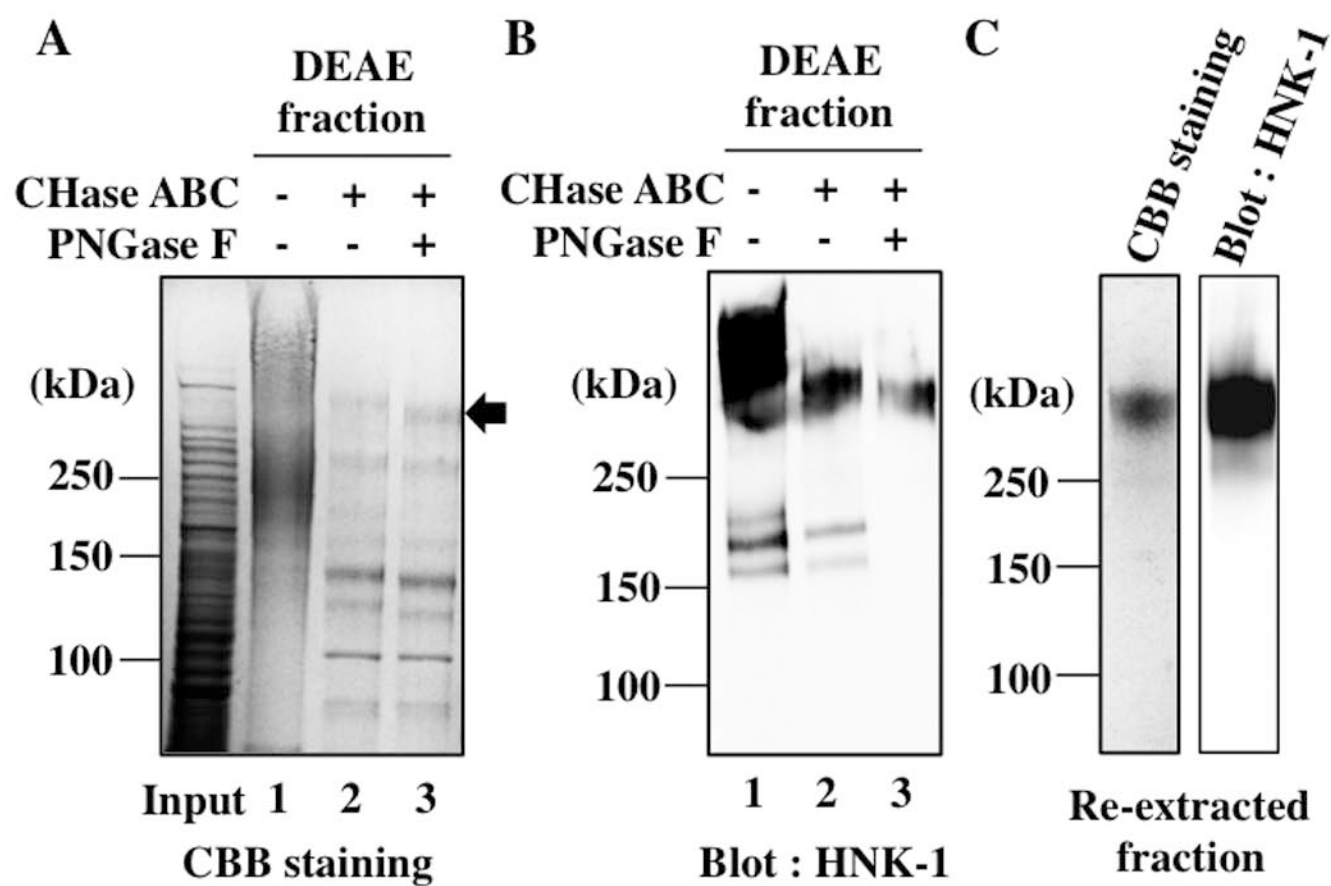 A
DEAE
fraction
CHase ABC - + +
PNGase F - - +
(kDa)
250
150
100
Input 1 2 3
CBB staining
B
DEAE
fraction
CHase ABC - + +
PNGase F - - +
(kDa)
250
150
100
1 2 3
Blot : HNK-1
C
CBB staining
Blot : HNK-1
(kDa)
250
150
100
Re-extracted
fraction